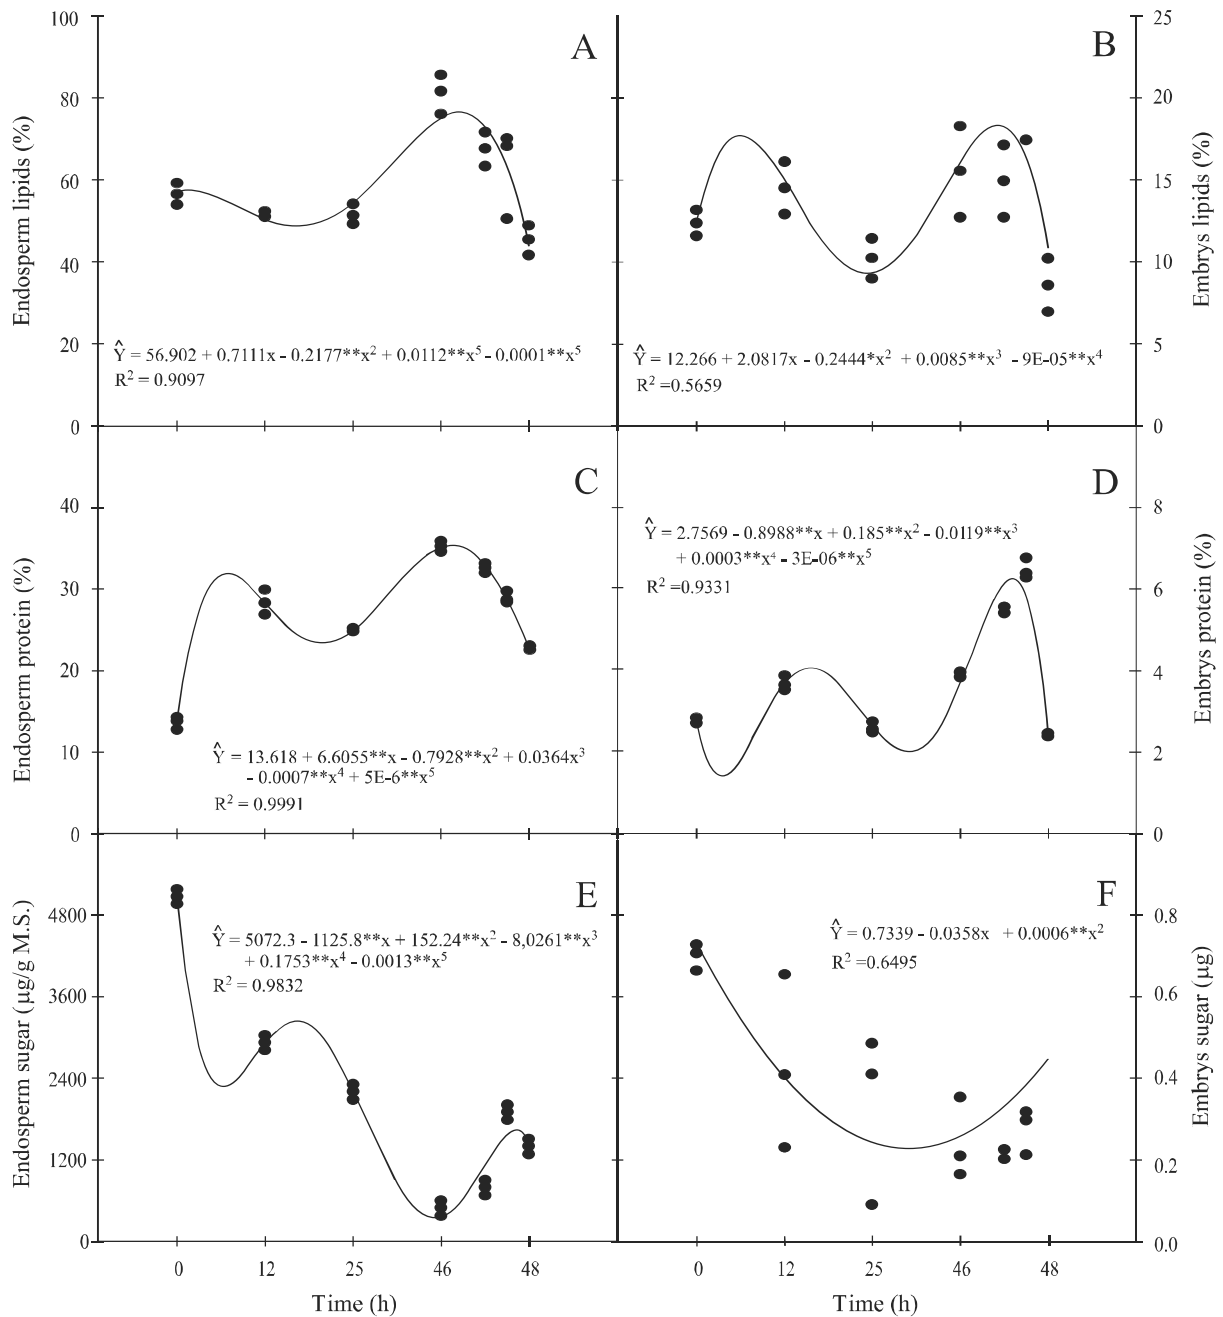 A
Endosperm lipids (%)
100
80
60
40
20
0
Ŷ = 56.902 + 0.7111x – 0.2177**x² + 0.0112**x⁵ – 0.0001**x⁵
R² = 0.9097
B
Embrys lipids (%)
25
20
15
10
5
0
Ŷ = 12.266 + 2.0817x – 0.2444*x² + 0.0085**x³ – 9E-05**x⁴
R² =0.5659
C
Endosperm protein (%)
40
30
20
10
0
Ŷ = 13.618 + 6.6055**x – 0.7928**x² + 0.0364x³
– 0.0007**x⁴ + 5E-6**x⁵
R² = 0.9991
D
Embrys protein (%)
8
6
4
2
0
Ŷ = 2.7569 – 0.8988**x + 0.185**x² – 0.0119**x³
+ 0.0003**x⁴ – 3E-06**x⁵
R² =0.9331
E
Endosperm sugar (µg/g M.S.)
4800
3600
2400
1200
0
Ŷ = 5072.3 – 1125.8**x + 152.24**x² – 8,0261**x³
+ 0.1753**x⁴ – 0.0013**x⁵
R² = 0.9832
0 12 25 46 48
Time (h)
F
Embrys sugar (µg)
0.8
0.6
0.4
0.2
0.0
Ŷ = 0.7339 – 0.0358x + 0.0006**x²
R² =0.6495
0 12 25 46 48
Time (h)